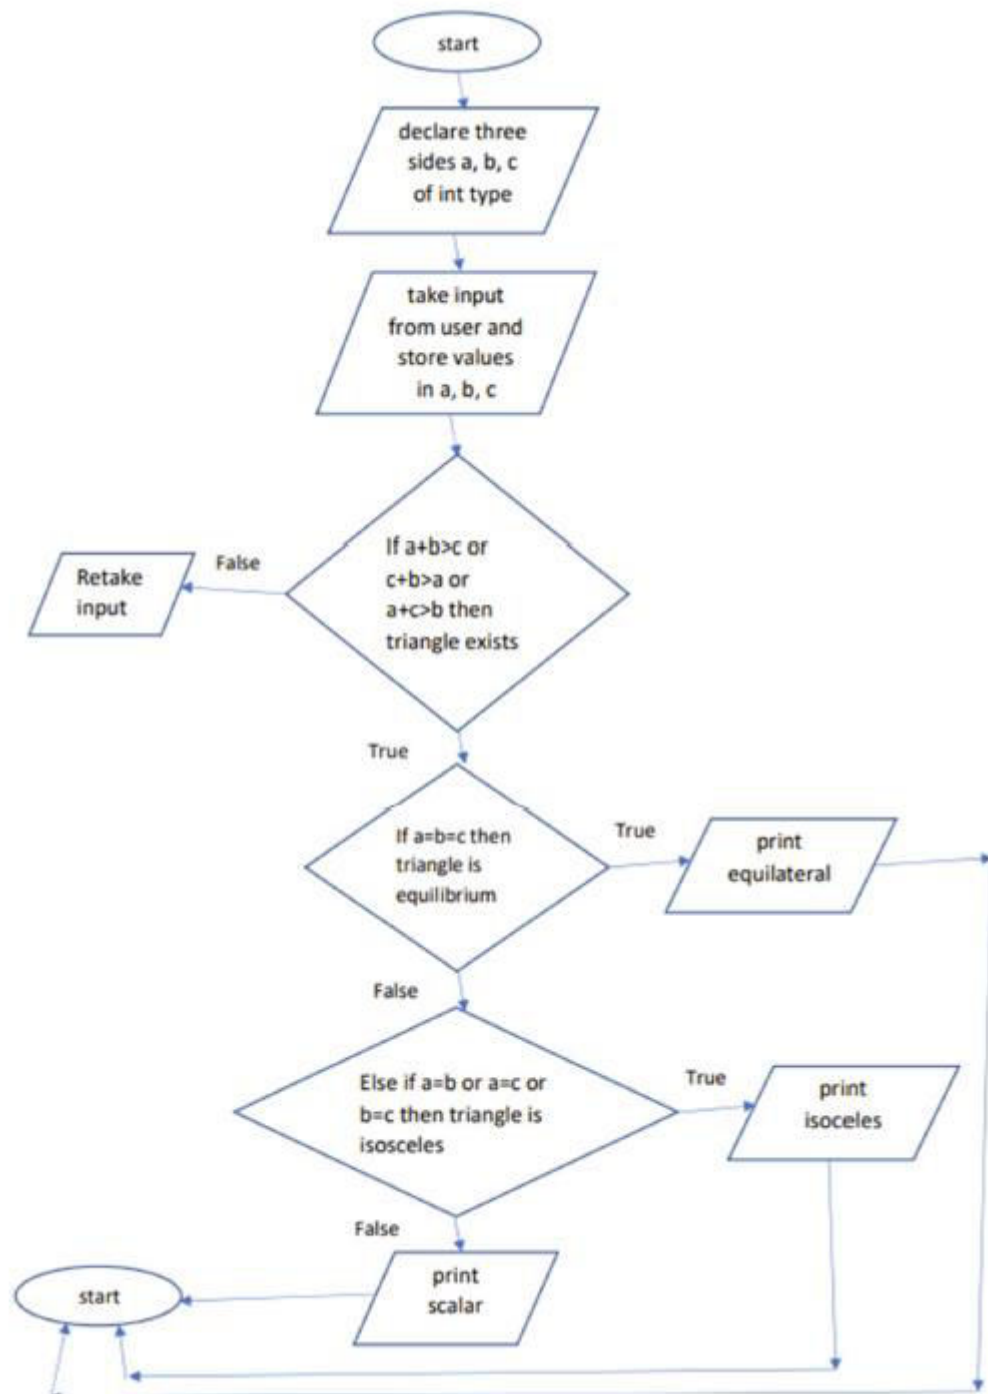 start
declare three
sides a, b, c
of int type
take input
from user and
store values
in a, b, c
If a+b>c or
c+b>a or
a+c>b then
triangle exists
False
Retake
input
True
If a=b=c then
triangle is
equilibrium
True
print
equilateral
False
Else if a=b or a=c or
b=c then triangle is
isosceles
True
print
isoceles
False
print
scalar
start